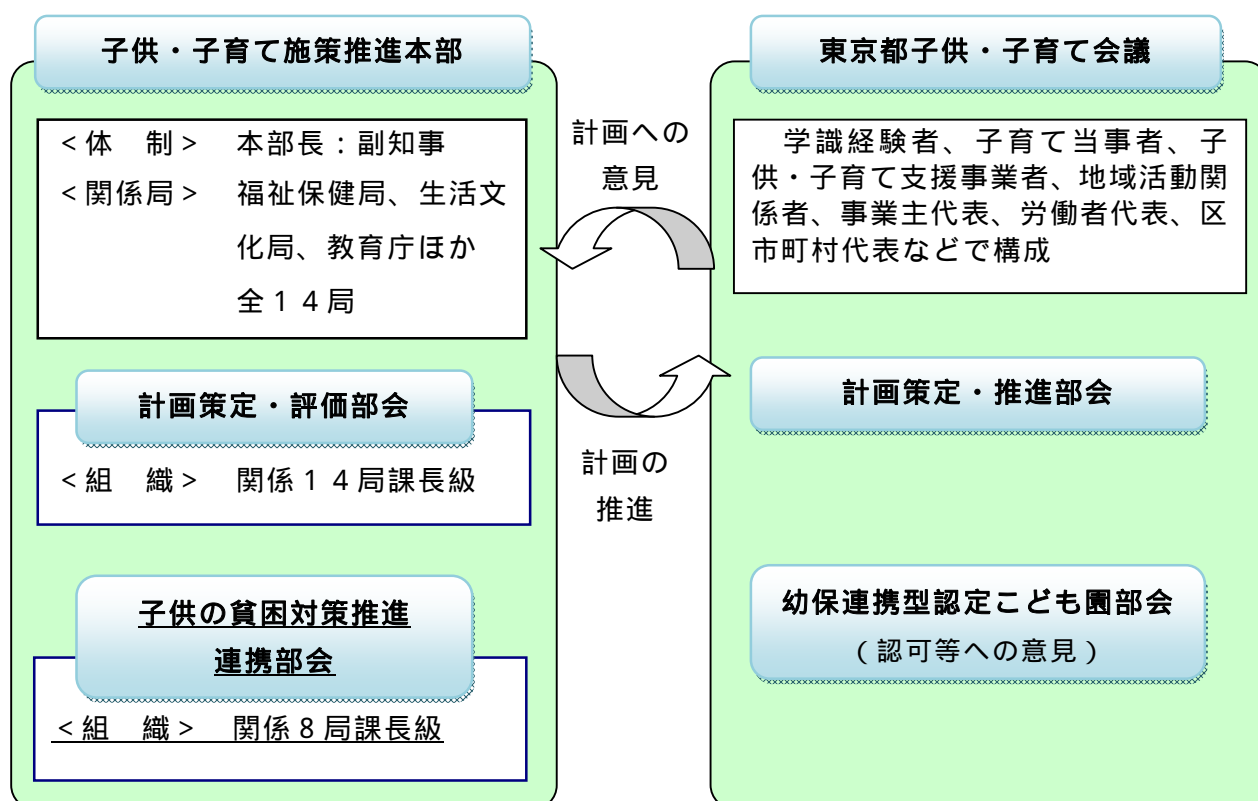 子供・子育て施策推進本部
＜体　制＞　本部長：副知事
＜関係局＞　福祉保健局、生活文
化局、教育庁ほか
全１４局
計画策定・評価部会
＜組　織＞　関係１４局課長級
子供の貧困対策推進
連携部会
＜組　織＞　関係８局課長級
計画への
意見
計画の
推進
東京都子供・子育て会議
　学識経験者、子育て当事者、子
供・子育て支援事業者、地域活動関
係者、事業主代表、労働者代表、区
市町村代表などで構成
計画策定・推進部会
幼保連携型認定こども園部会
（認可等への意見）